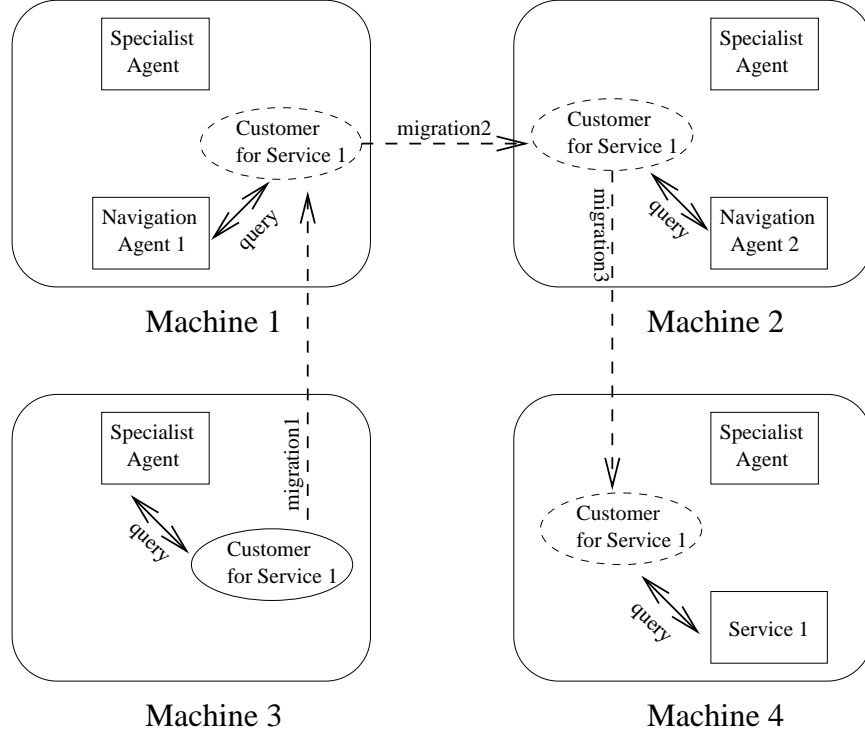 Specialist
Agent
Customer
for Service 1
Navigation
Agent 1
query
Machine 1
migration2
Specialist
Agent
Customer
for Service 1
query
Navigation
Agent 2
migration3
Machine 2
Specialist
Agent
query
Customer
for Service 1
migration1
Machine 3
Specialist
Agent
Customer
for Service 1
query
Service 1
Machine 4